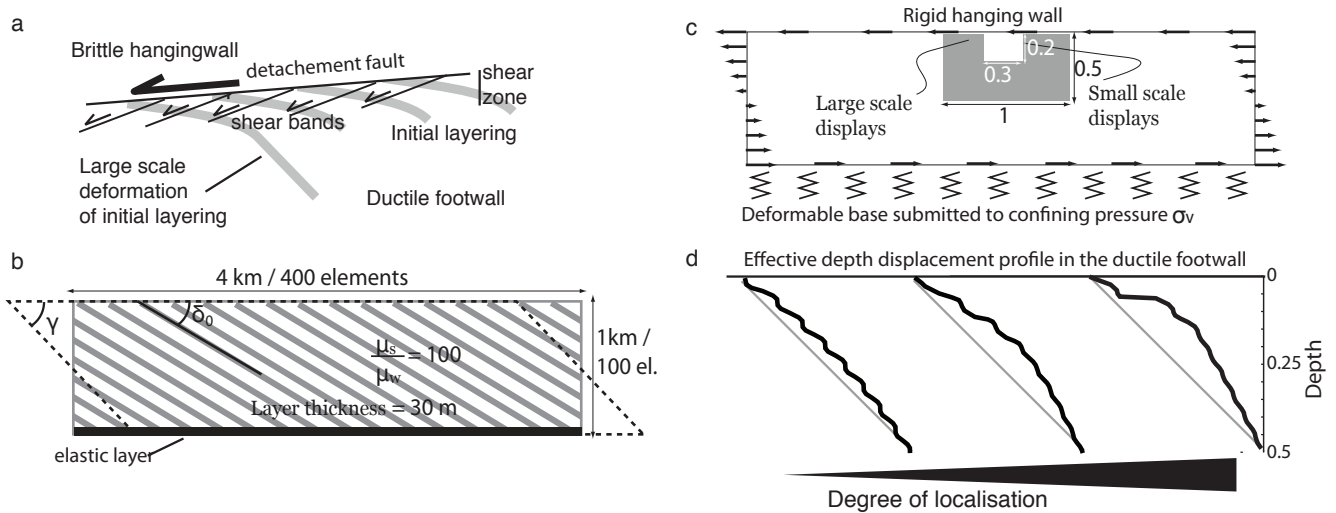 a
Brittle hangingwall
detachement fault
shear
zone
shear bands
Initial layering
Large scale
deformation
of initial layering
Ductile footwall
b
4 km / 400 elements
γ
δ̄₀
μs
μw
= 100
1km /
100 el.
Layer thickness = 30 m
elastic layer
c
Rigid hanging wall
0.2
0.3
0.5
Large scale
displays
Small scale
displays
1
Deformable base submitted to confining pressure σv
d
Effective depth displacement profile in the ductile footwall
0
0.25
0.5
Depth
Degree of localisation